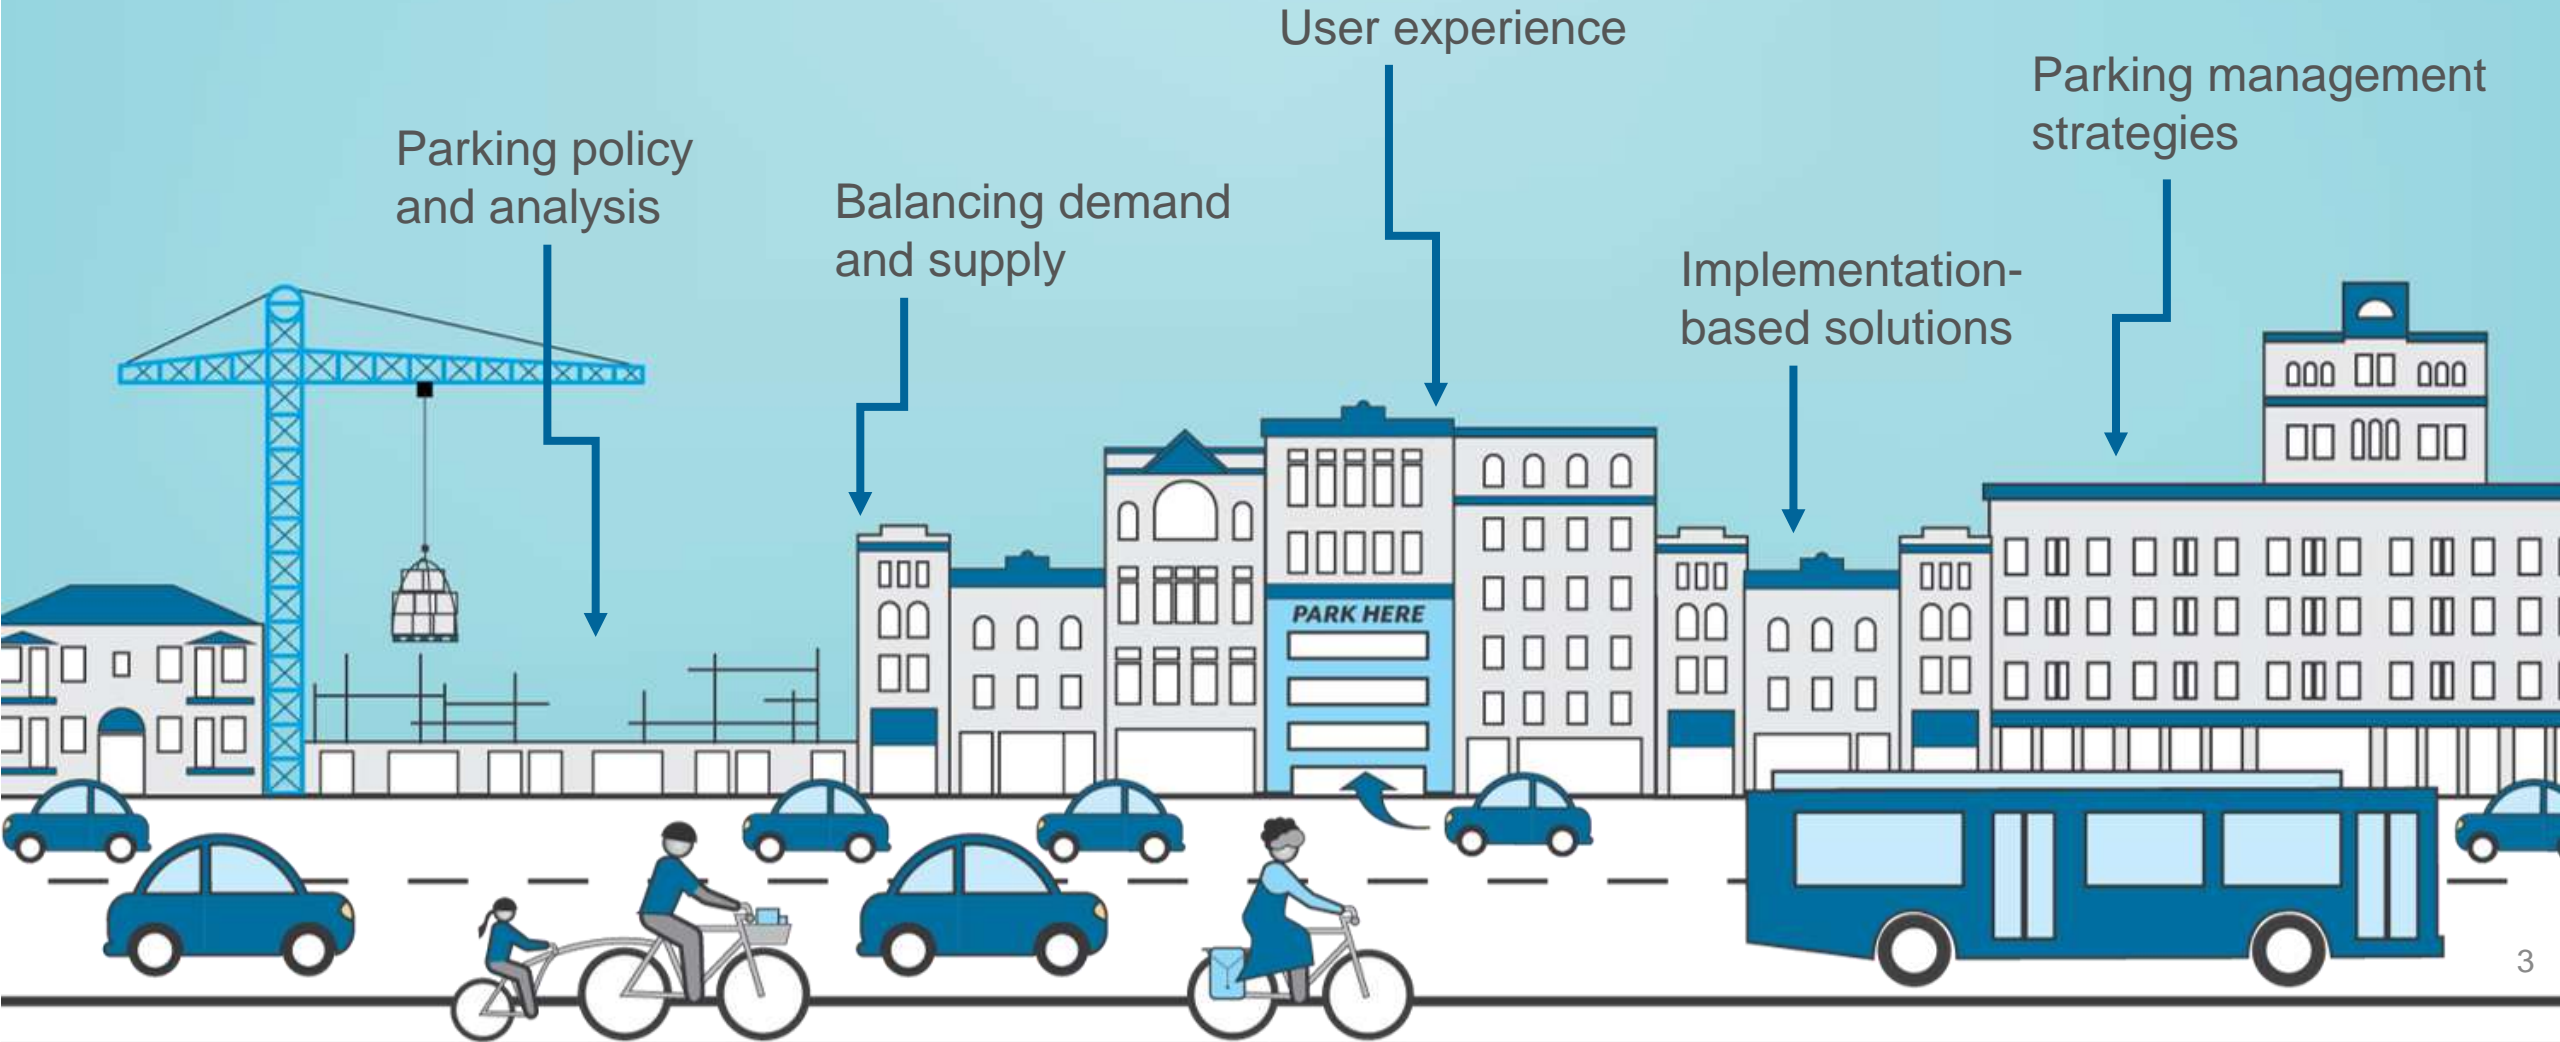 User experience
Parking management
strategies
Parking policy
and analysis
Balancing demand
and supply
Implementation-
based solutions
PARK HERE
3